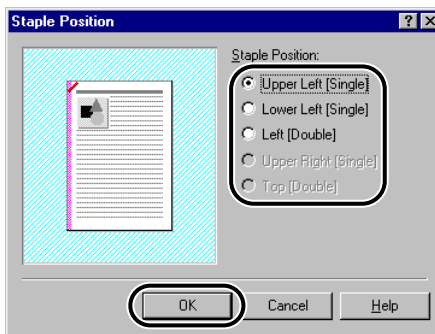 Staple Position
Staple Position:
Upper Left [Single]
Lower Left [Single]
Left [Double]
Upper Right [Single]
Top [Double]
OK
Cancel
Help